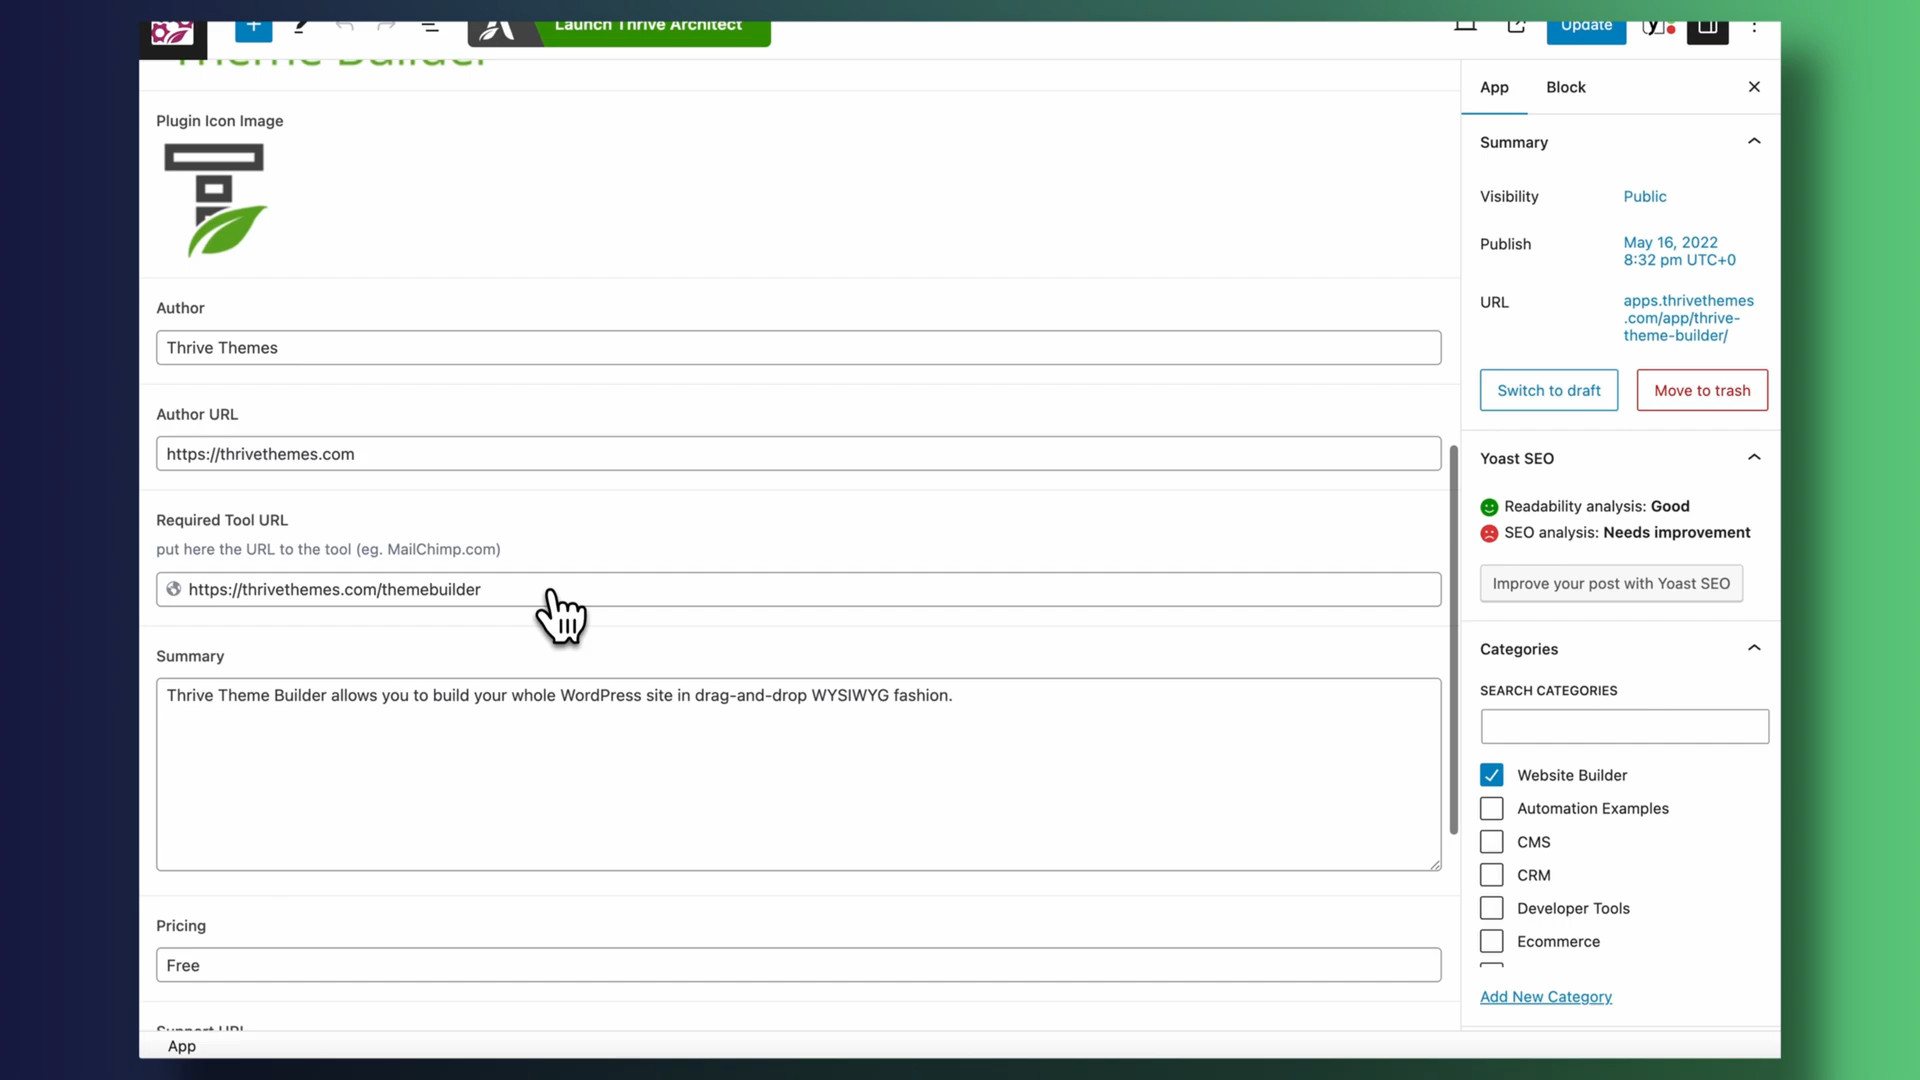 Launch Thrive Architect
Update
Theme Builder
App
Block
Plugin Icon Image
Summary
Visibility
Public
Publish
May 16, 2022
8:32 pm UTC+0
URL
apps.thrivethemes
.com/app/thrive-
theme-builder/
Switch to draft
Move to trash
Author
Thrive Themes
Author URL
https://thrivethemes.com
Required Tool URL
put here the URL to the tool (eg. MailChimp.com)
https://thrivethemes.com/themebuilder
Summary
Thrive Theme Builder allows you to build your whole WordPress site in drag-and-drop WYSIWYG fashion.
Pricing
Free
Support URL
App
Yoast SEO
Readability analysis: Good
SEO analysis: Needs improvement
Improve your post with Yoast SEO
Categories
SEARCH CATEGORIES
Website Builder
Automation Examples
CMS
CRM
Developer Tools
Ecommerce
Add New Category